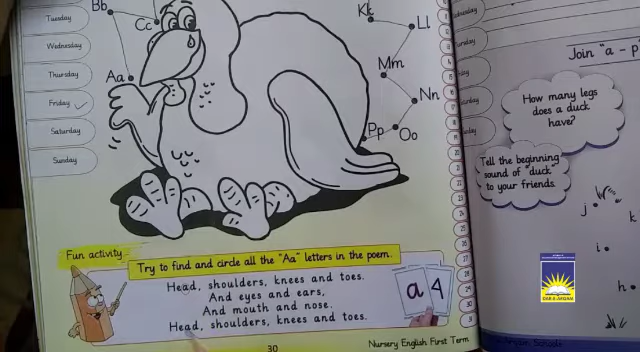 Tuesday
Wednesday
Thursday
Friday
Saturday
Sunday
Bb
Cc
Aa
Kk
Ll
Mm
Nn
Oo
Pp
Fun activity
Try to find and circle all the "Aa" letters in the poem.
Head, shoulders, knees and toes.
And eyes and ears,
And mouth and nose.
Head, shoulders, knees and toes.
a
30
Nursery English First Term
Join "a - p
How many legs
does a duck
have?
Tell the beginning
sound of "duck"
to your friends.
j
k
i
h
DAR-E-ARQAM
Schools